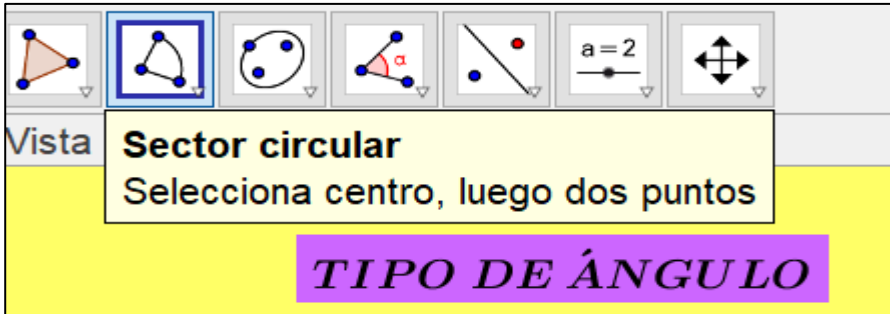 α
a = 2
Vista
Sector circular
Selecciona centro, luego dos puntos
TIPO DE ÁNGULO